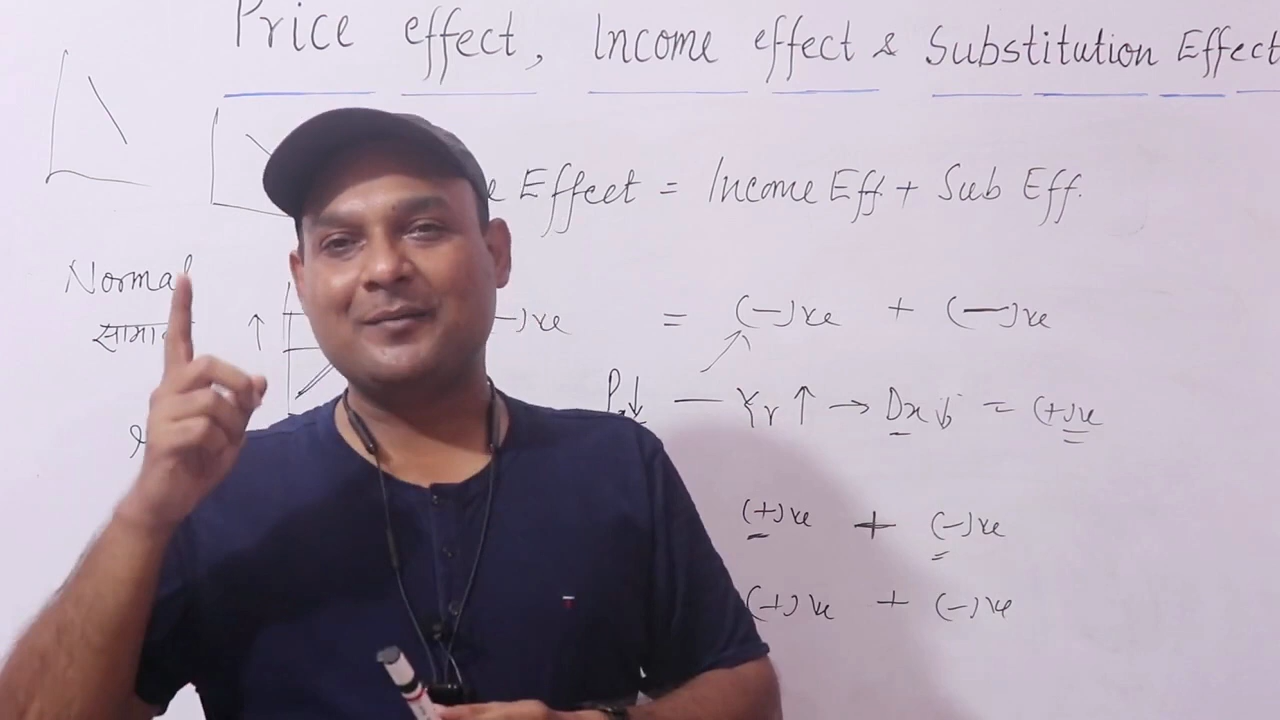 Price effect, Income effect & Substitution Effect
Effect = Income Eff + Sub Eff.
Normal
(-)ve = (-)ve + (-)ve
↑
P↓ — Yr ↑ → Dx ↓ = (+)ve
(+)ve + (-)ve
(+)ve + (-)ve